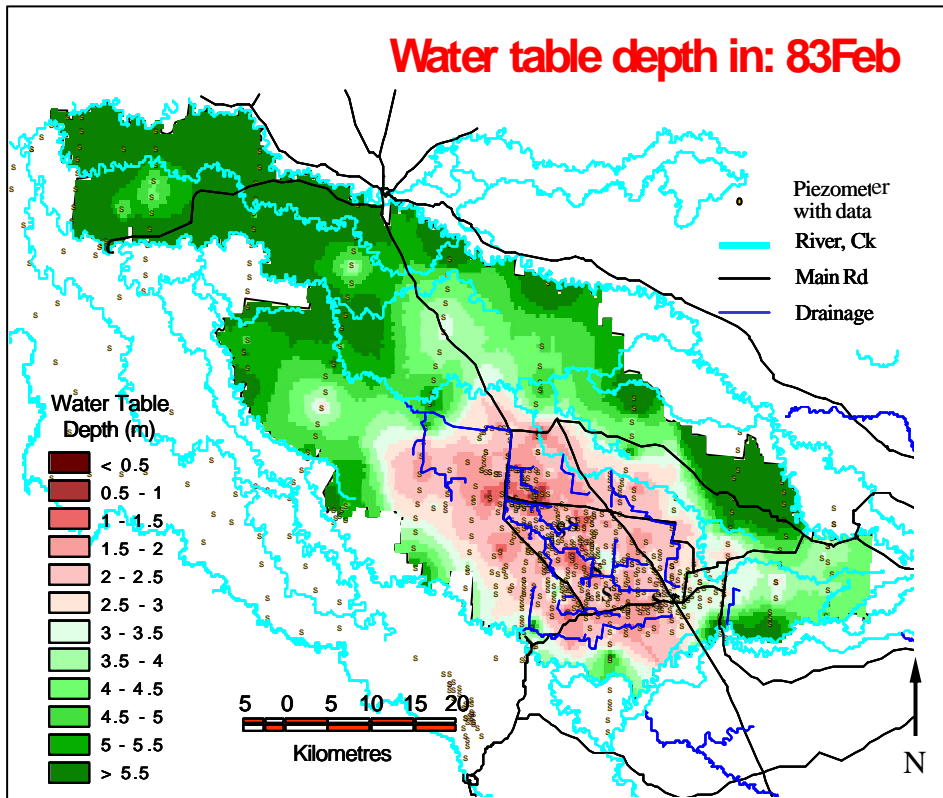 Water table depth in: 83Feb
Piezometer
with data
River, Ck
Main Rd
Drainage
Water Table
Depth (m)
< 0.5
0.5 - 1
1 - 1.5
1.5 - 2
2 - 2.5
2.5 - 3
3 - 3.5
3.5 - 4
4 - 4.5
4.5 - 5
5 - 5.5
> 5.5
5 0 5 10 15 20
Kilometres
N